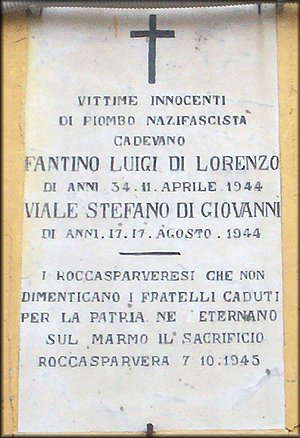 VITTIME INNOCENTI
DI PIOMBO NAZIFASCISTA
CADEVANO
FANTINO LUIGI DI LORENZO
DI ANNI 34. 11. APRILE 1944
VIALE STEFANO DI GIOVANNI
DI ANNI. 17. 17. AGOSTO. 1944
I ROCCASPARVERESI CHE NON
DIMENTICANO I FRATELLI CADUTI
PER LA PATRIA NE ETERNANO
SUL MARMO IL SACRIFICIO
ROCCASPARVERA 7 10. 1945